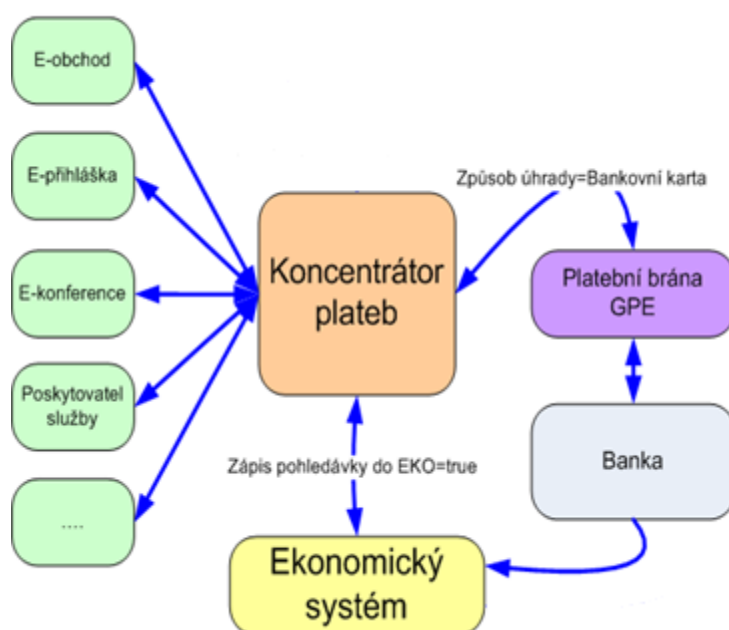 E-obchod
E-přihláška
E-konference
Poskytovatel
služby
....
Koncentrátor
plateb
Způsob úhrady=Bankovní karta
Platební brána
GPE
Banka
Zápis pohledávky do EKO=true
Ekonomický
systém